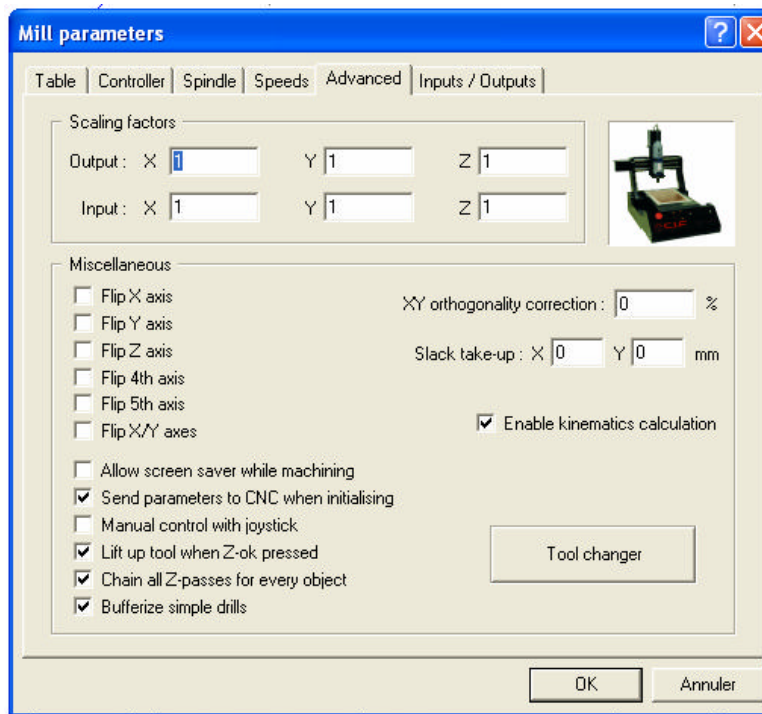 Mill parameters
Table Controller Spindle Speeds Advanced Inputs / Outputs
Scaling factors
Output : X 1 Y 1 Z 1
Input : X 1 Y 1 Z 1
Miscellaneous
Flip X axis
Flip Y axis
Flip Z axis
Flip 4th axis
Flip 5th axis
Flip X/Y axes
XY orthogonality correction : 0 %
Slack take-up : X 0 Y 0 mm
Enable kinematics calculation
Allow screen saver while machining
Send parameters to CNC when initialising
Manual control with joystick
Lift up tool when Z-ok pressed
Chain all Z-passes for every object
Bufferize simple drills
Tool changer
OK Annuler